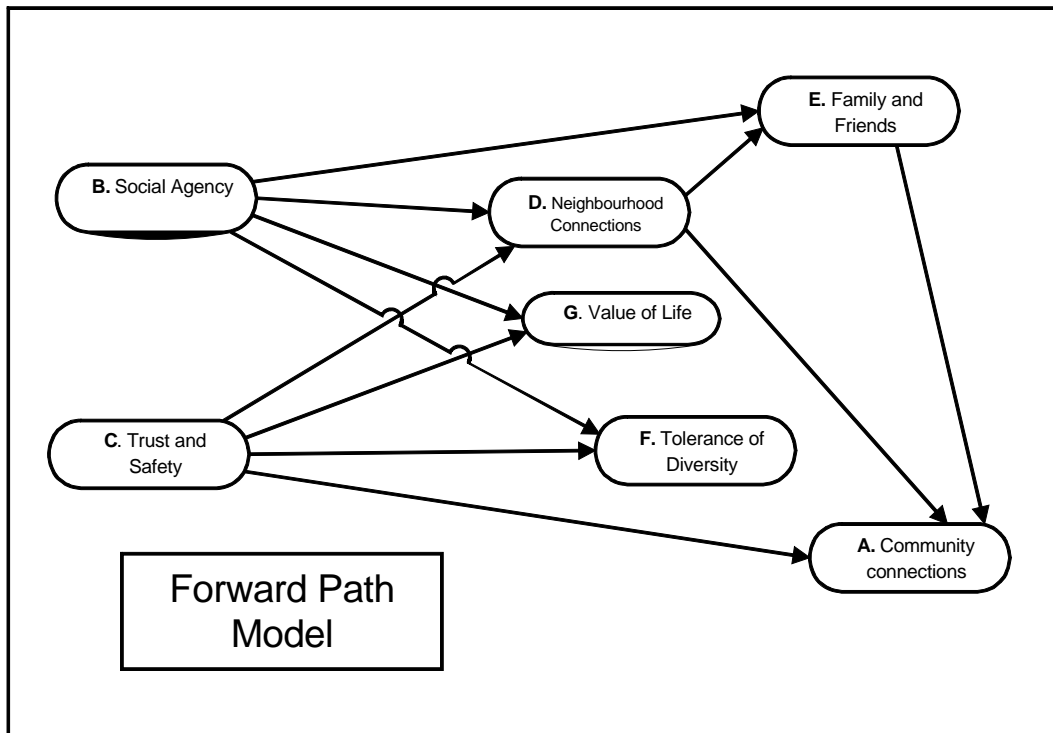 E. Family and
Friends
B. Social Agency
D. Neighbourhood
Connections
G. Value of Life
C. Trust and
Safety
F. Tolerance of
Diversity
A. Community
connections
Forward Path
Model